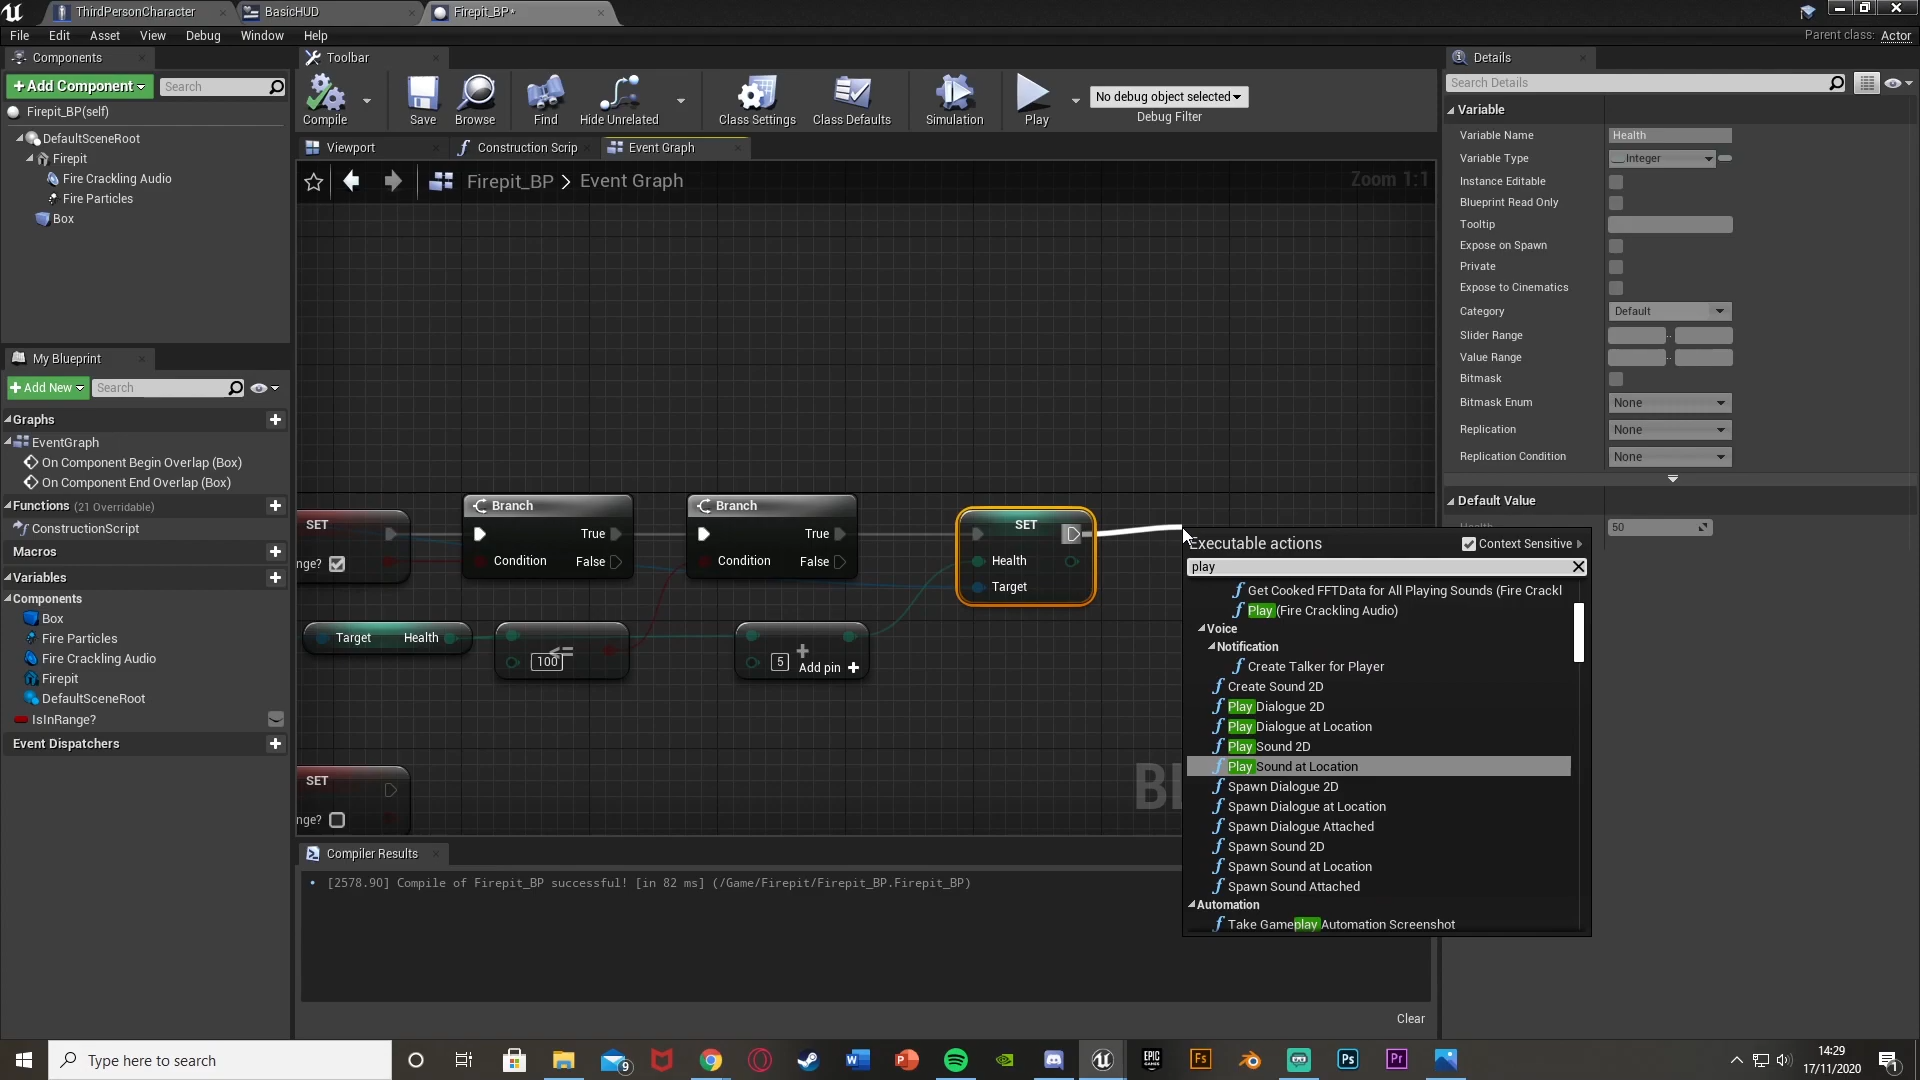 ThirdPersonCharacter
BasicHUD
Firepit_BP*
File Edit Asset View Debug Window Help
Parent class: Actor
Components
+ Add Component
Search
Firepit_BP(self)
DefaultSceneRoot
Firepit
Fire Crackling Audio
Fire Particles
Box
My Blueprint
+ Add New
Search
Graphs
EventGraph
On Component Begin Overlap (Box)
On Component End Overlap (Box)
Functions (21 Overridable)
ConstructionScript
Macros
Variables
Components
Box
Fire Particles
Fire Crackling Audio
Firepit
DefaultSceneRoot
IsInRange?
Event Dispatchers
Toolbar
Compile
Save
Browse
Find
Hide Unrelated
Class Settings
Class Defaults
Simulation
Play
No debug object selected
Debug Filter
Viewport
Construction Scrip
Event Graph
Firepit_BP > Event Graph
Zoom 1:1
SET
nge?
Branch
True
Condition
False
Branch
True
Condition
False
SET
Health
Target
Target Health
<=
100
+
5
Add pin +
SET
nge?
BL
Executable actions
Context Sensitive
play
Get Cooked FFTData for All Playing Sounds (Fire Crackl
Play (Fire Crackling Audio)
Voice
Notification
Create Talker for Player
Create Sound 2D
Play Dialogue 2D
Play Dialogue at Location
Play Sound 2D
Play Sound at Location
Spawn Dialogue 2D
Spawn Dialogue at Location
Spawn Dialogue Attached
Spawn Sound 2D
Spawn Sound at Location
Spawn Sound Attached
Automation
Take Gameplay Automation Screenshot
Compiler Results
[2578.90] Compile of Firepit_BP successful! [in 82 ms] (/Game/Firepit/Firepit_BP.Firepit_BP)
Clear
Details
Search Details
Variable
Variable Name Health
Variable Type Integer
Instance Editable
Blueprint Read Only
Tooltip
Expose on Spawn
Private
Expose to Cinematics
Category Default
Slider Range
Value Range
Bitmask
Bitmask Enum None
Replication None
Replication Condition None
Default Value
Health 50
Type here to search
9
EPIC GAMES
Fs
Ps
Pr
14:29
17/11/2020
1